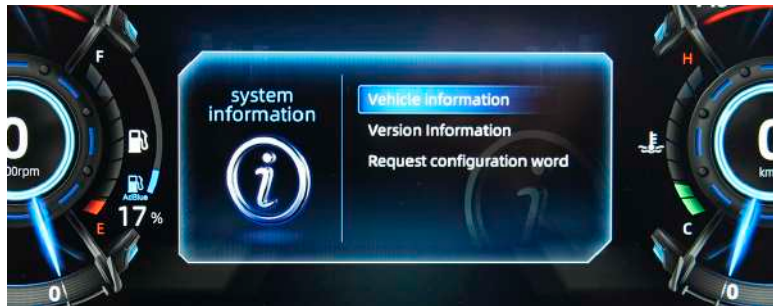 F
H
system
information
Vehicle information
Version Information
Request configuration word
AdBlue
17 %
E
C
0
0